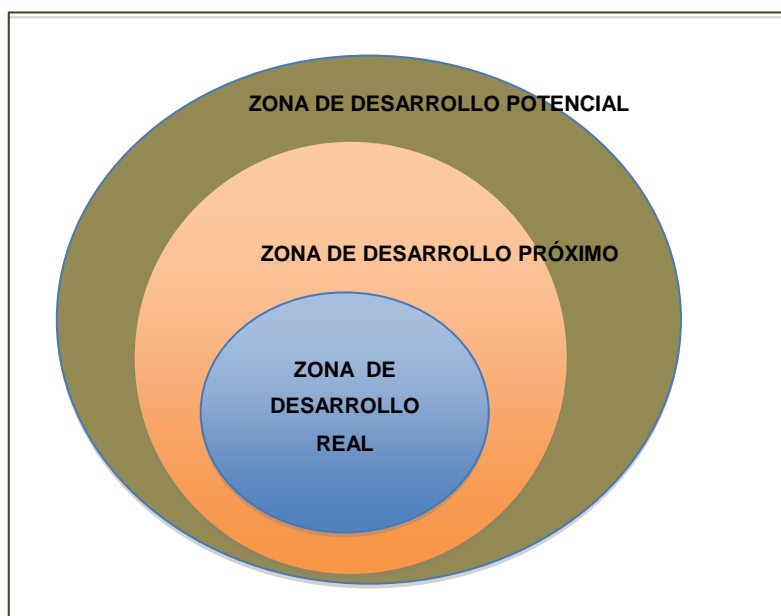 ZONA DE DESARROLLO POTENCIAL
ZONA DE DESARROLLO PRÓXIMO
ZONA DE
DESARROLLO
REAL